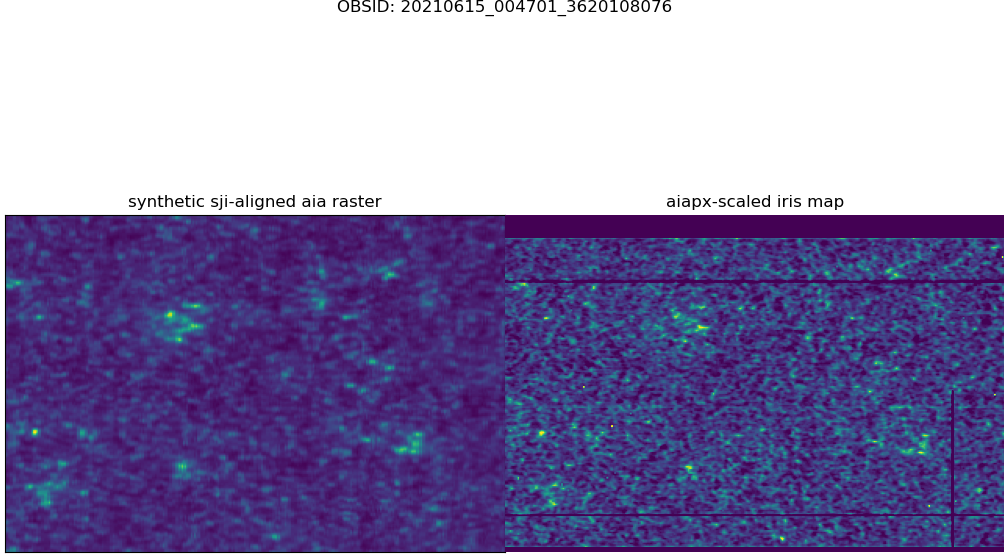 OBSID: 20210615_004701_3620108076
synthetic sji-aligned aia raster
aiapx-scaled iris map